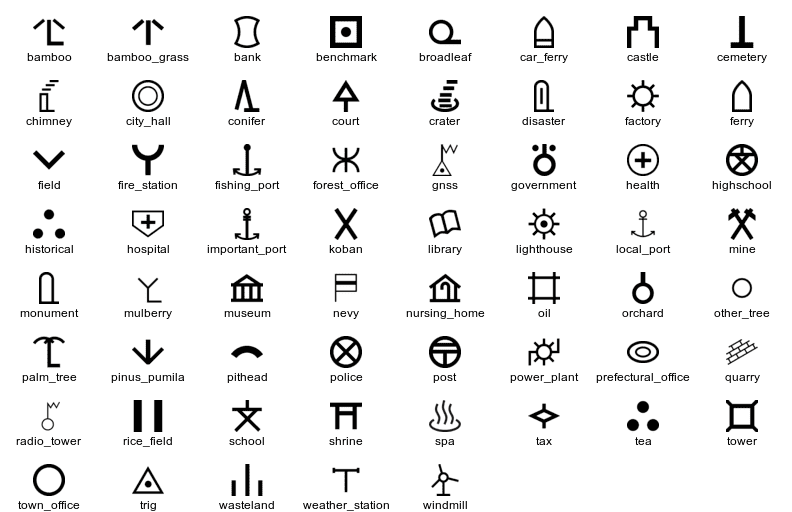 bamboo bamboo_grass bank benchmark broadleaf car_ferry castle cemetery
chimney city_hall conifer court crater disaster factory ferry
field fire_station fishing_port forest_office gnss government health highschool
historical hospital important_port koban library lighthouse local_port mine
monument mulberry museum nevy nursing_home oil orchard other_tree
palm_tree pinus_pumila pithead police post power_plant prefectural_office quarry
radio_tower rice_field school shrine spa tax tea tower
town_office trig wasteland weather_station windmill